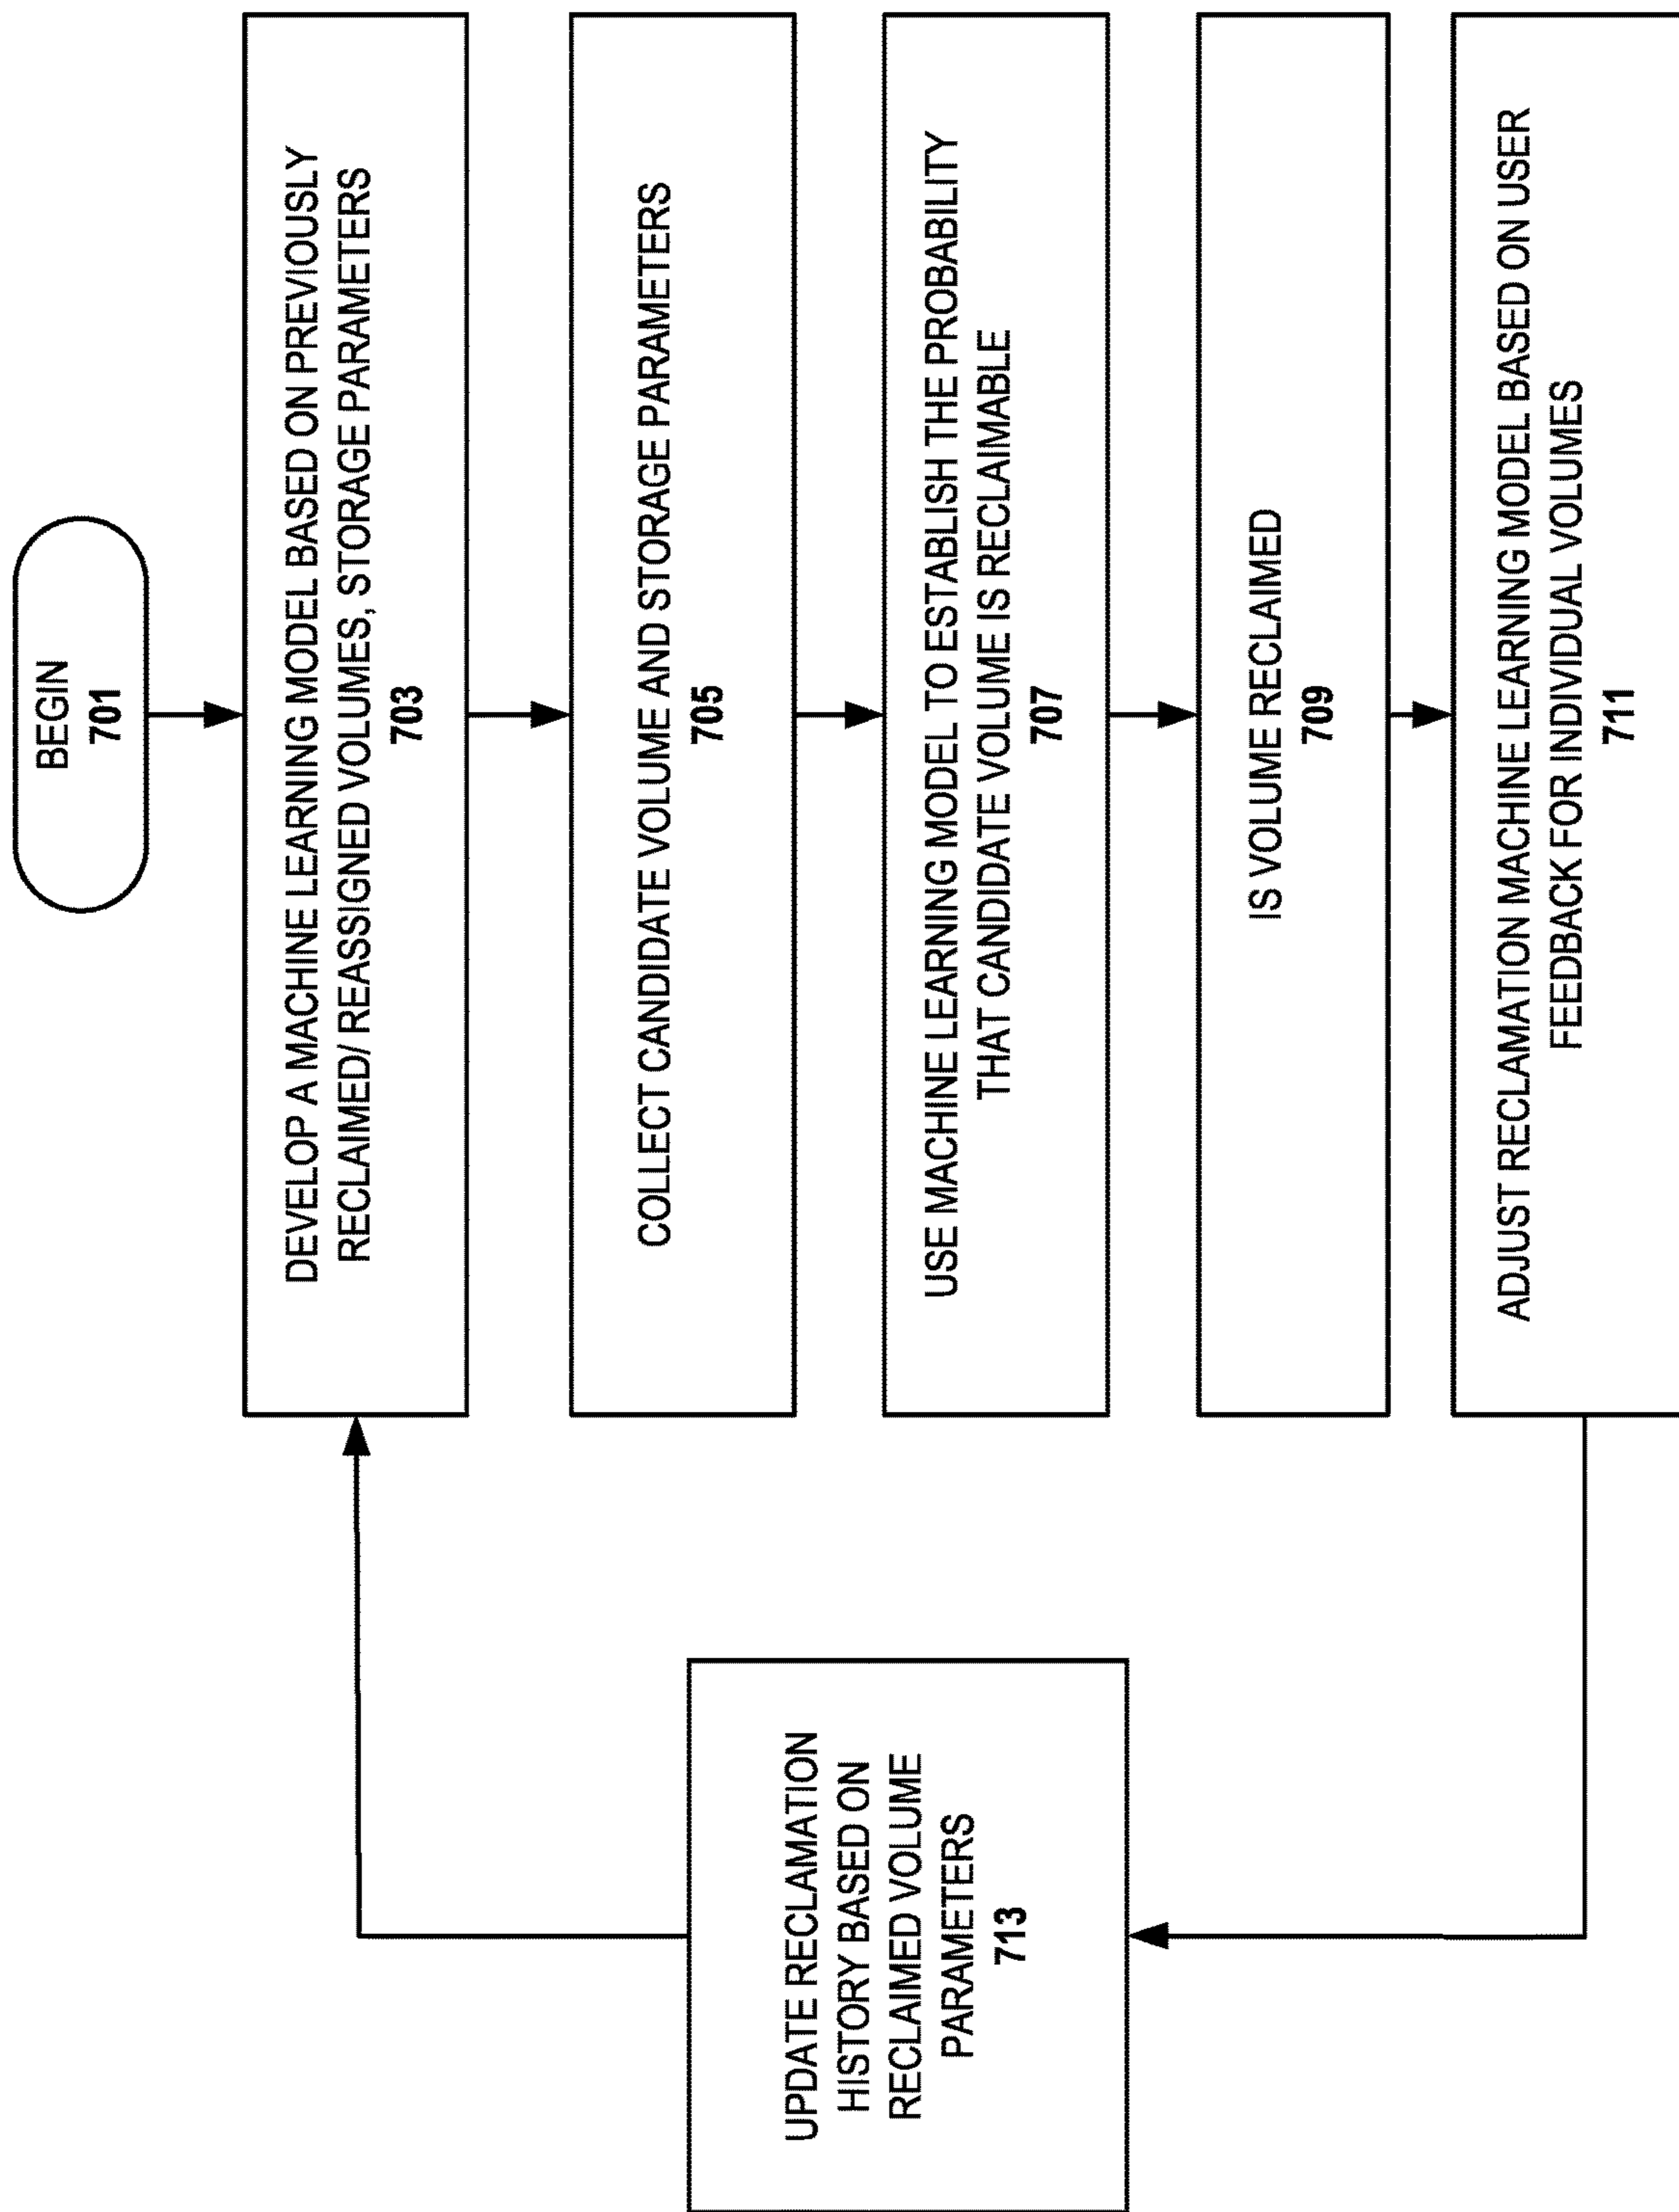 BEGIN
701
DEVELOP A MACHINE LEARNING MODEL BASED ON PREVIOUSLY
RECLAIMED/ REASSIGNED VOLUMES, STORAGE PARAMETERS
703
COLLECT CANDIDATE VOLUME AND STORAGE PARAMETERS
705
USE MACHINE LEARNING MODEL TO ESTABLISH THE PROBABILITY
THAT CANDIDATE VOLUME IS RECLAIMABLE
707
IS VOLUME RECLAIMED
709
ADJUST RECLAMATION MACHINE LEARNING MODEL BASED ON USER
FEEDBACK FOR INDIVIDUAL VOLUMES
711
UPDATE RECLAMATION
HISTORY BASED ON
RECLAIMED VOLUME
PARAMETERS
713